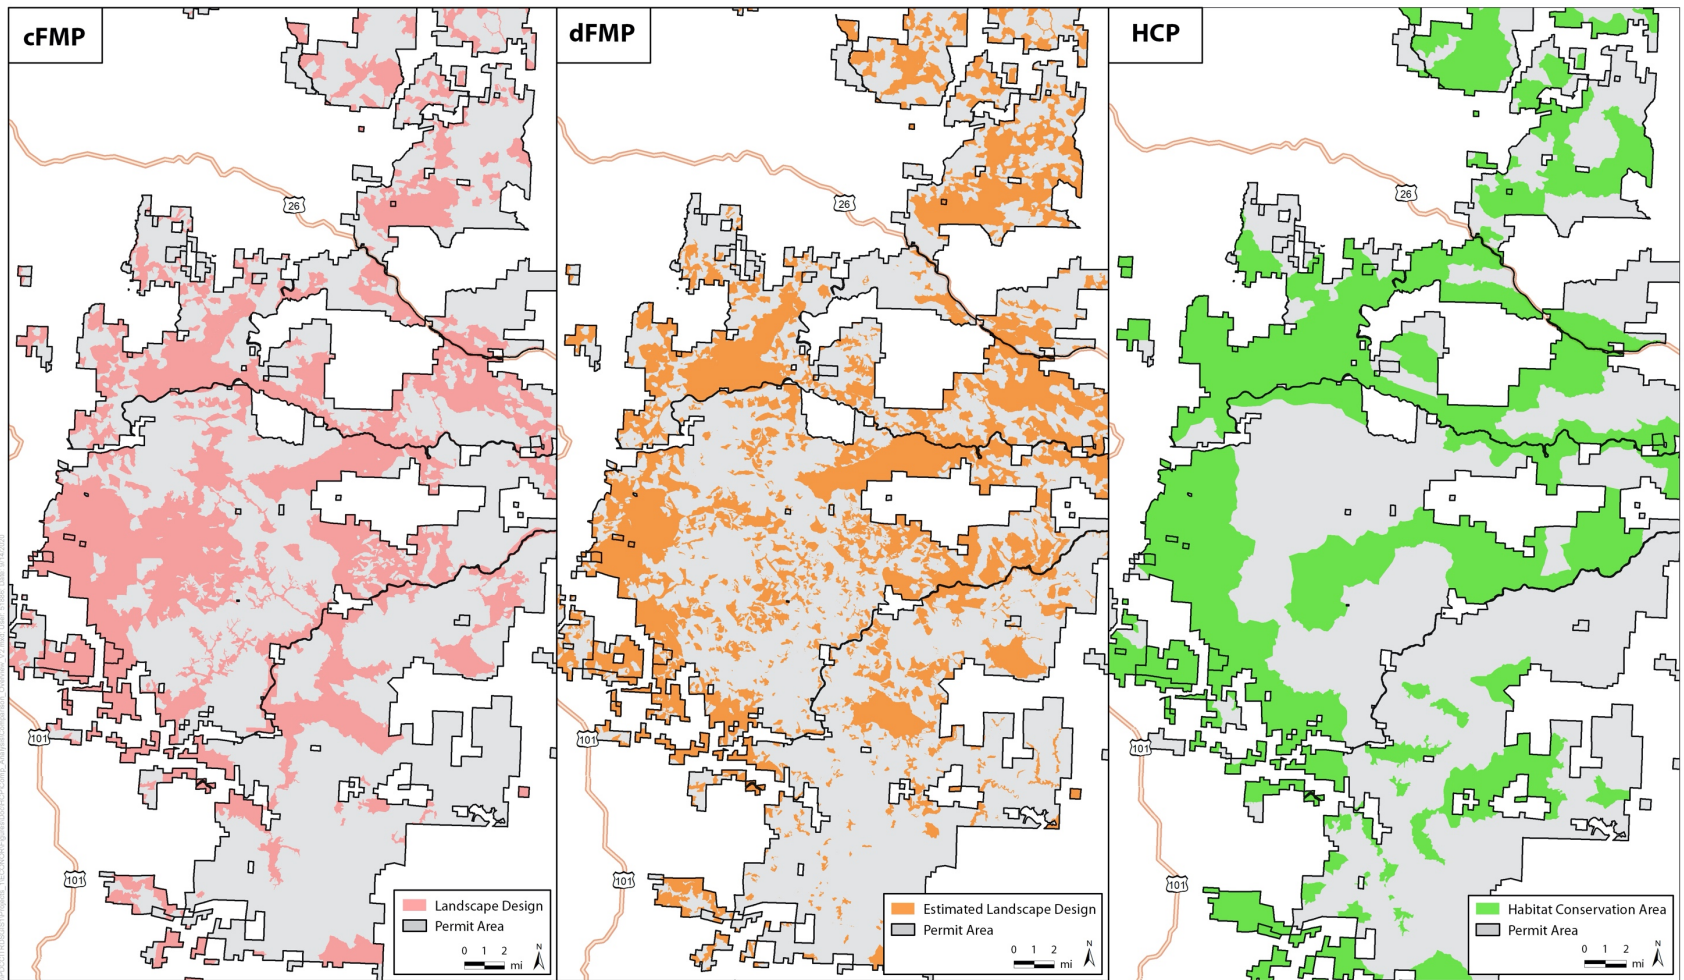 cFMP
26
101
101
Landscape Design
Permit Area
0 1 2
mi
N
dFMP
26
101
101
Estimated Landscape Design
Permit Area
0 1 2
mi
N
HCP
26
101
101
Habitat Conservation Area
Permit Area
0 1 2
mi
N